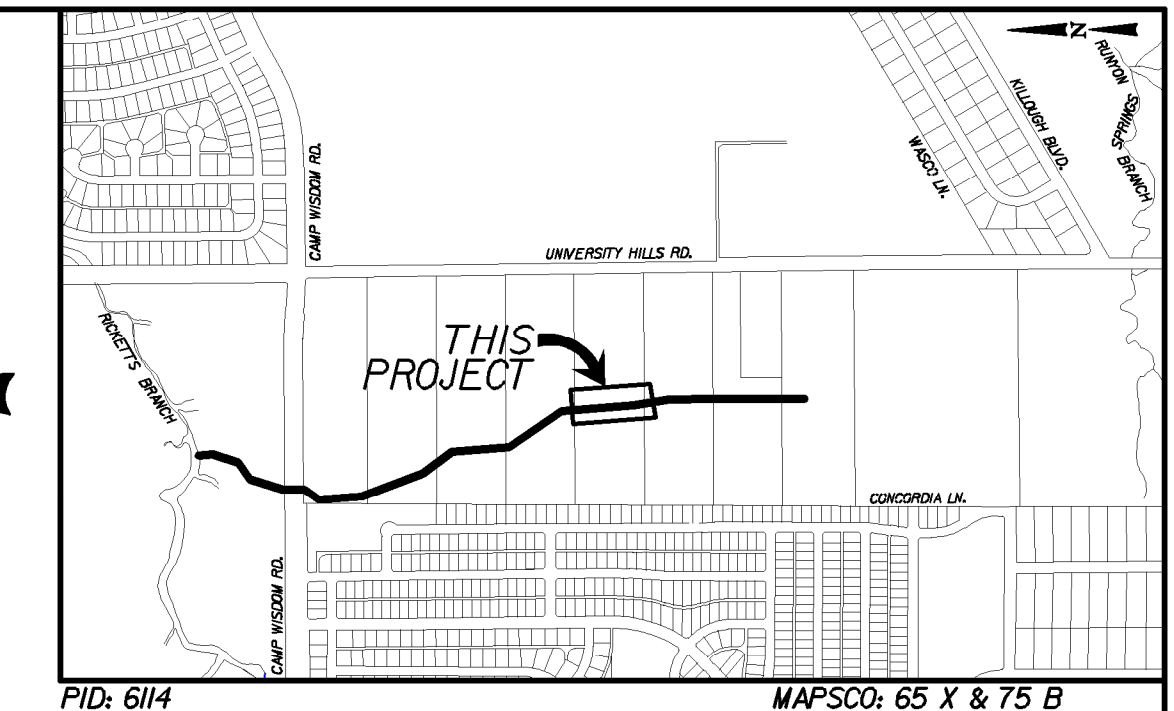 N
RUNYON SPRINGS BRANCH
KILLOUGH BLVD.
WASCO LN.
CAMP WISDOM RD.
UNIVERSITY HILLS RD.
RICKETTS BRANCH
THIS
PROJECT
CONCORDIA LN.
CAMP WISDOM RD.
PID: 6114
MAPSCO: 65 X & 75 B